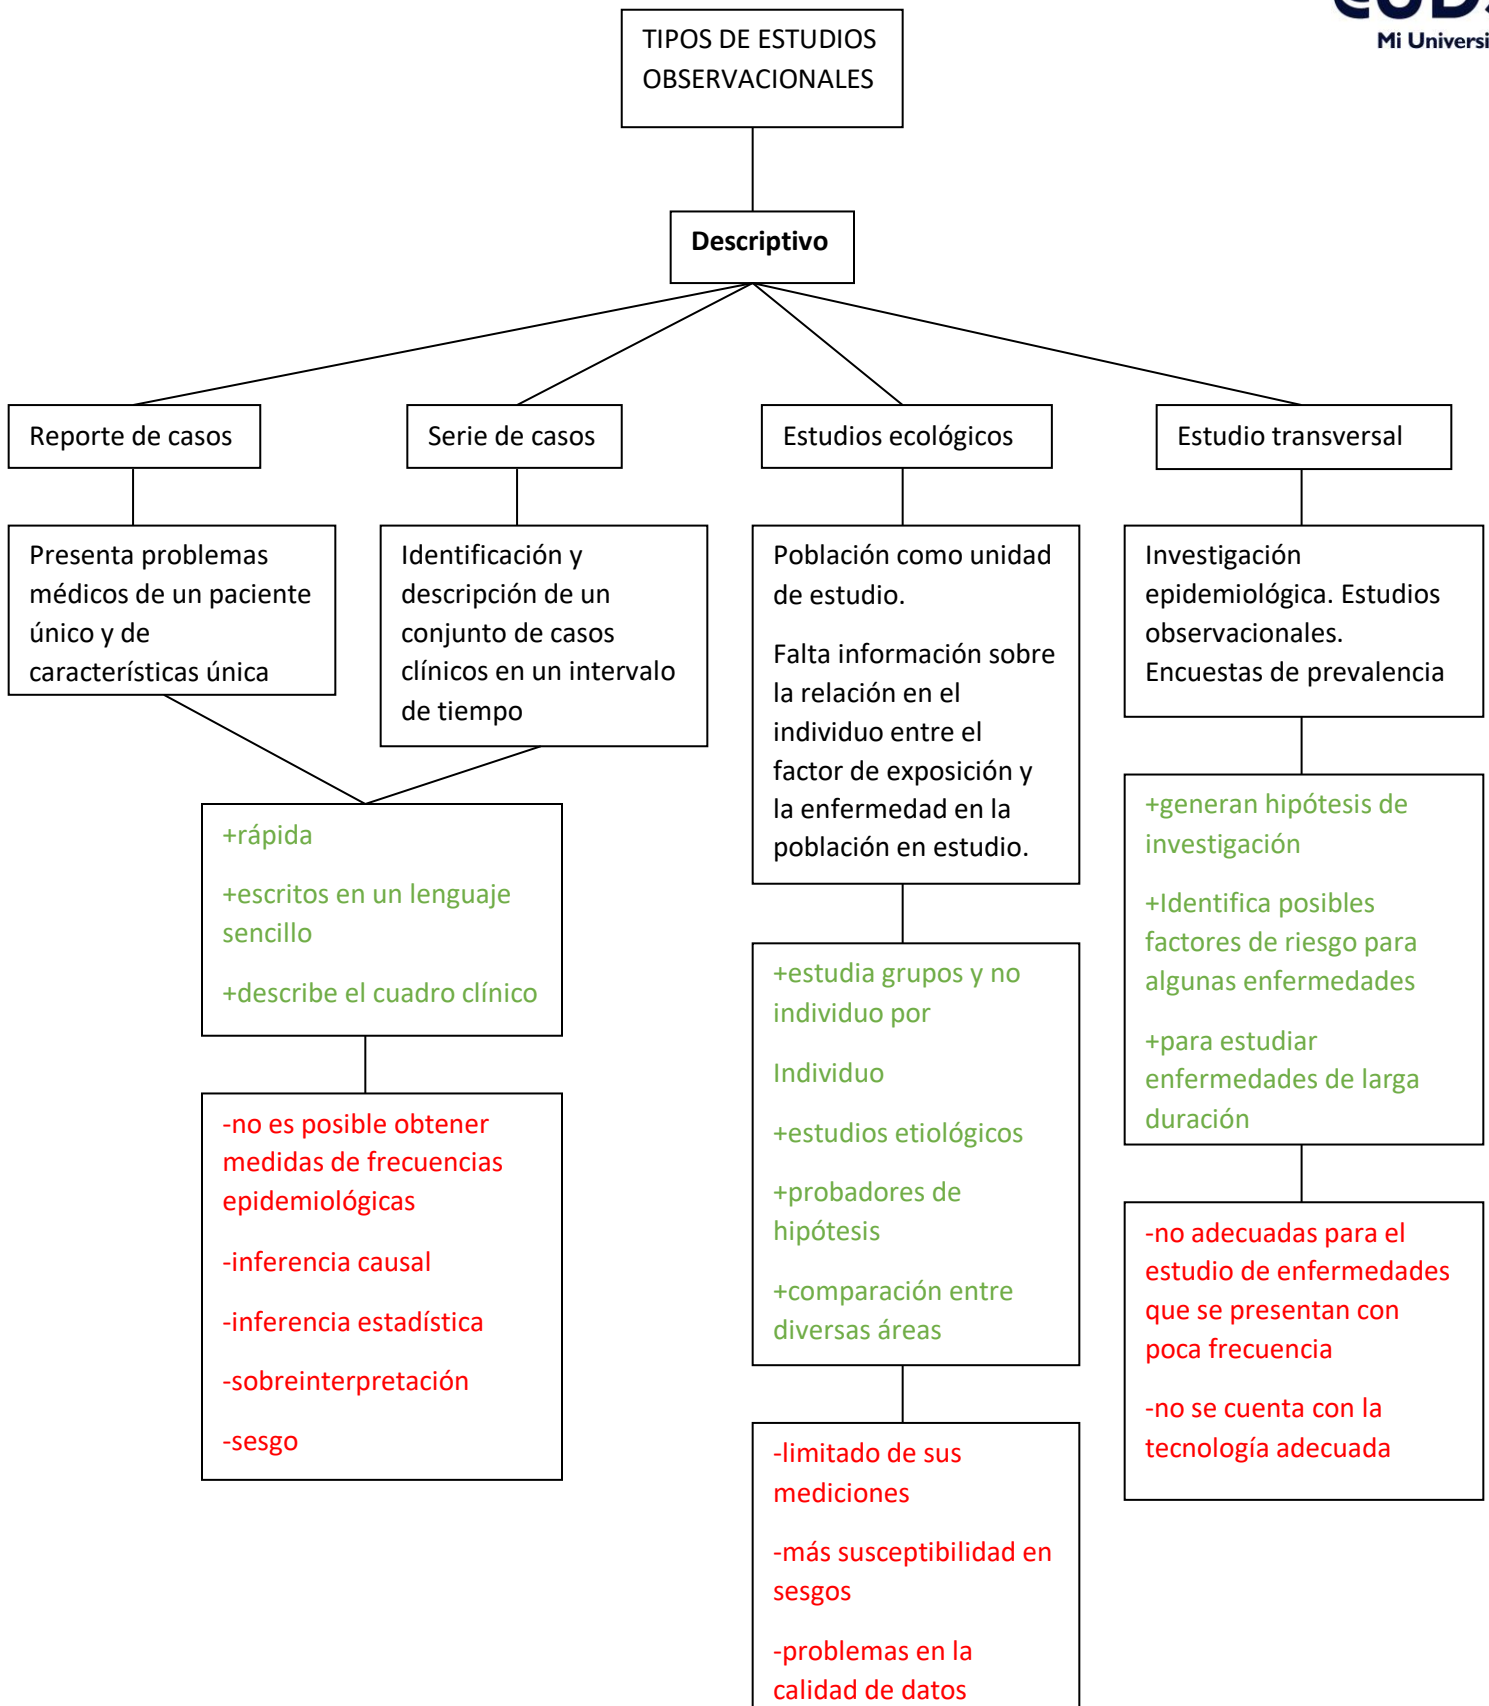 Mi Universi
TIPOS DE ESTUDIOS
OBSERVACIONALES
Descriptivo
Reporte de casos
Serie de casos
Estudios ecológicos
Estudio transversal
Presenta problemas
médicos de un paciente
único y de
características única
Identificación y
descripción de un
conjunto de casos
clínicos en un intervalo
de tiempo
Población como unidad
de estudio.
Falta información sobre
la relación en el
individuo entre el
factor de exposición y
la enfermedad en la
población en estudio.
Investigación
epidemiológica. Estudios
observacionales.
Encuestas de prevalencia
+rápida
+escritos en un lenguaje
sencillo
+describe el cuadro clínico
-no es posible obtener
medidas de frecuencias
epidemiológicas
-inferencia causal
-inferencia estadística
-sobreinterpretación
-sesgo
+estudia grupos y no
individuo por
Individuo
+estudios etiológicos
+probadores de
hipótesis
+comparación entre
diversas áreas
-limitado de sus
mediciones
-más susceptibilidad en
sesgos
-problemas en la
calidad de datos
+generan hipótesis de
investigación
+Identifica posibles
factores de riesgo para
algunas enfermedades
+para estudiar
enfermedades de larga
duración
-no adecuadas para el
estudio de enfermedades
que se presentan con
poca frecuencia
-no se cuenta con la
tecnología adecuada